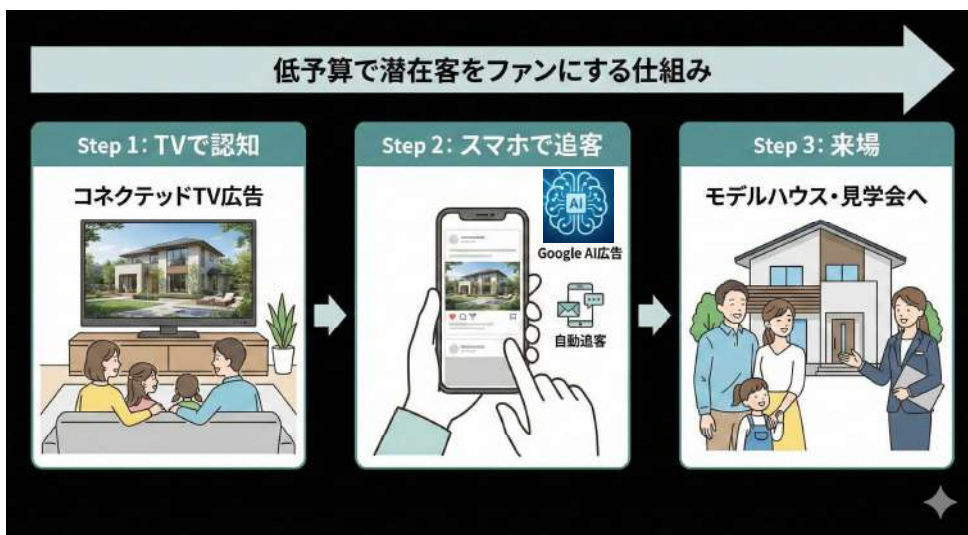 低予算で潜在客をファンにする仕組み
Step 1: TVで認知
コネクテッドTV広告
Step 2: スマホで追客
AI
Google AI広告
自動追客
Step 3: 来場
モデルハウス・見学会へ